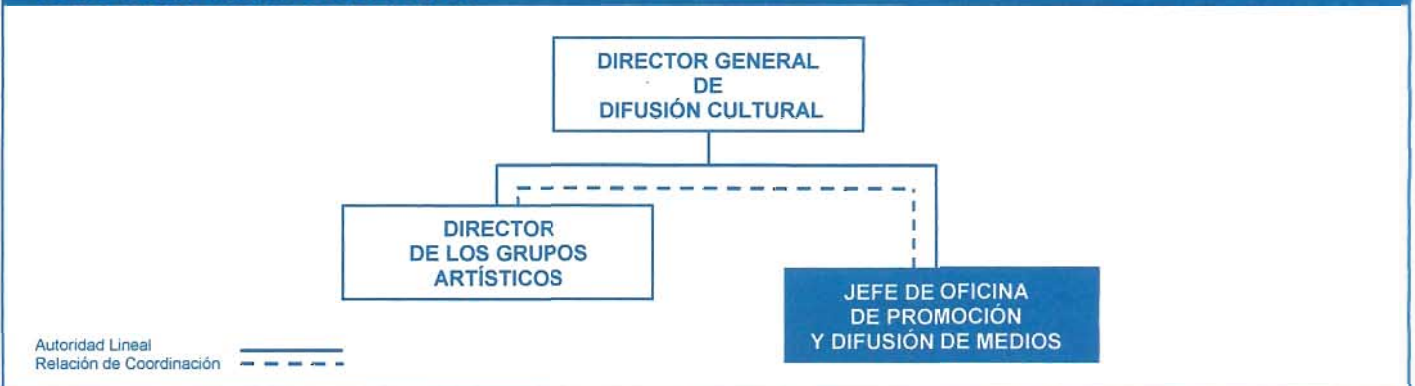 DIRECTOR GENERAL
DE
DIFUSIÓN CULTURAL
DIRECTOR
DE LOS GRUPOS
ARTÍSTICOS
JEFE DE OFICINA
DE PROMOCIÓN
Y DIFUSIÓN DE MEDIOS
Autoridad Lineal
Relación de Coordinación